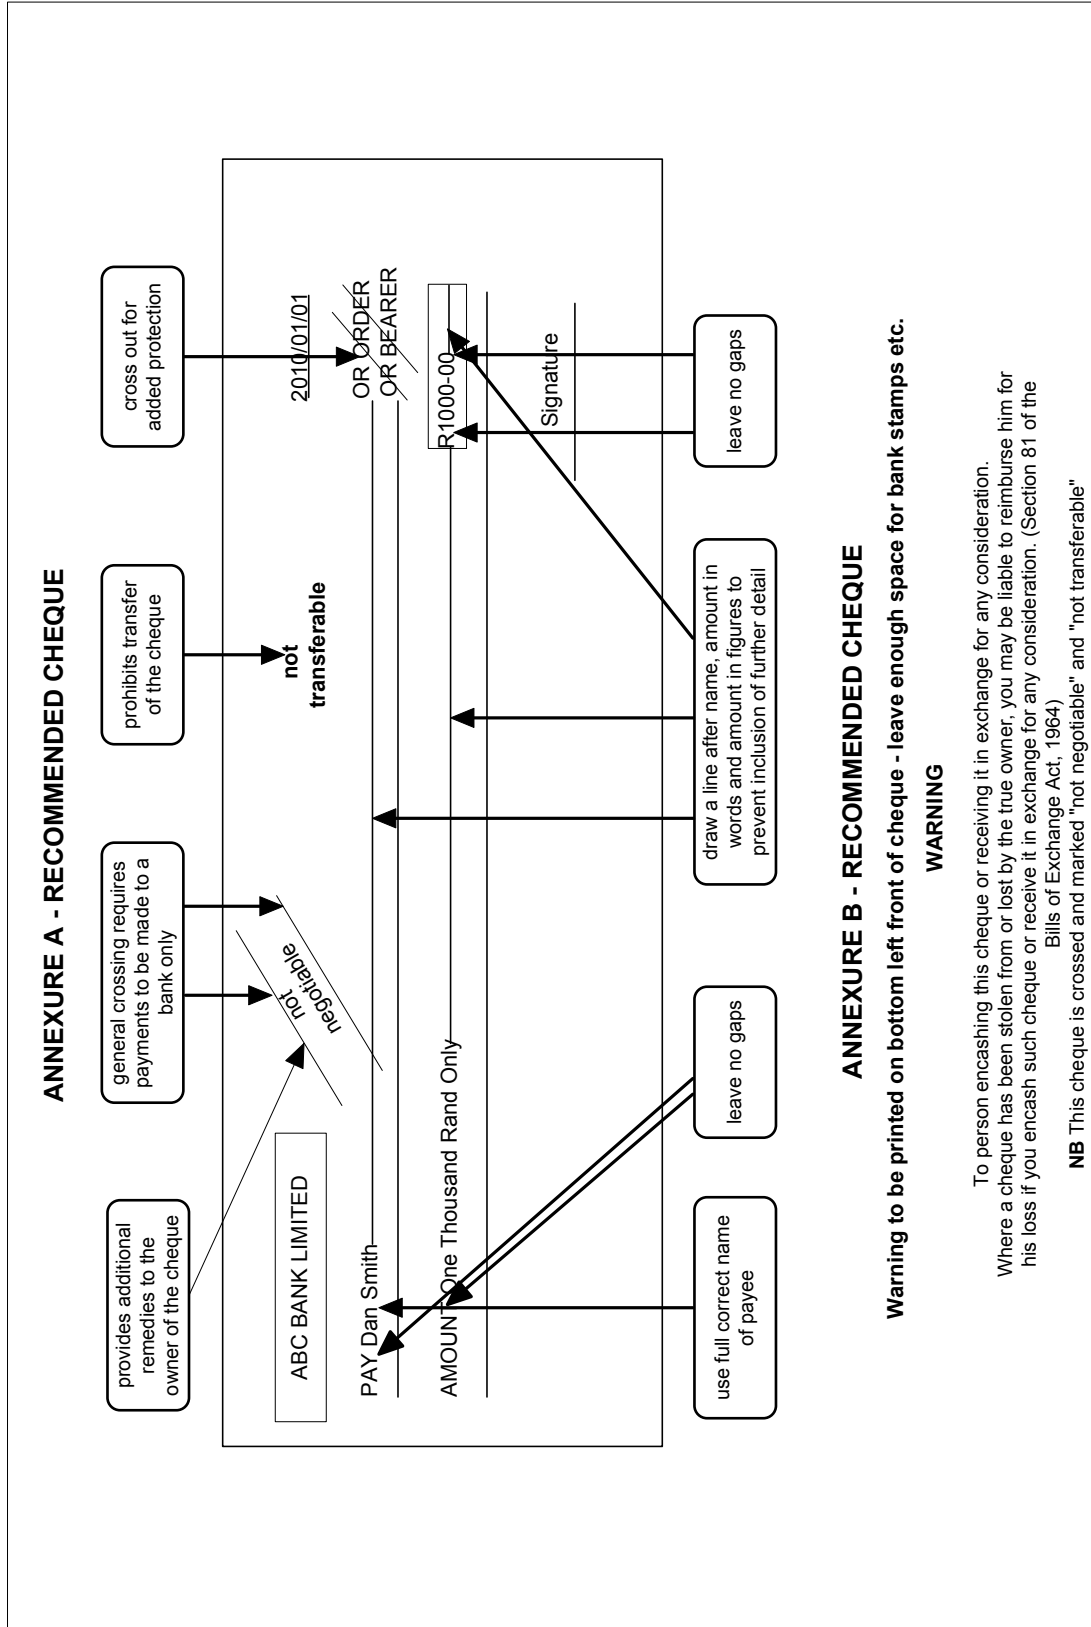 ANNEXURE A - RECOMMENDED CHEQUE
provides additional
remedies to the
owner of the cheque
general crossing requires
payments to be made to a
bank only
prohibits transfer
of the cheque
cross out for
added protection
ABC BANK LIMITED
not
negotiable
not
transferable
2010/01/01
PAY Dan Smith
OR ORDER
OR BEARER
AMOUNT One Thousand Rand Only
R1000-00
Signature
use full correct name
of payee
leave no gaps
draw a line after name, amount in
words and amount in figures to
prevent inclusion of further detail
leave no gaps
ANNEXURE B - RECOMMENDED CHEQUE
Warning to be printed on bottom left front of cheque - leave enough space for bank stamps etc.
WARNING
To person encashing this cheque or receiving it in exchange for any consideration.
Where a cheque has been stolen from or lost by the true owner, you may be liable to reimburse him for
his loss if you encash such cheque or receive it in exchange for any consideration. (Section 81 of the
Bills of Exchange Act, 1964)
NB This cheque is crossed and marked "not negotiable" and "not transferable"